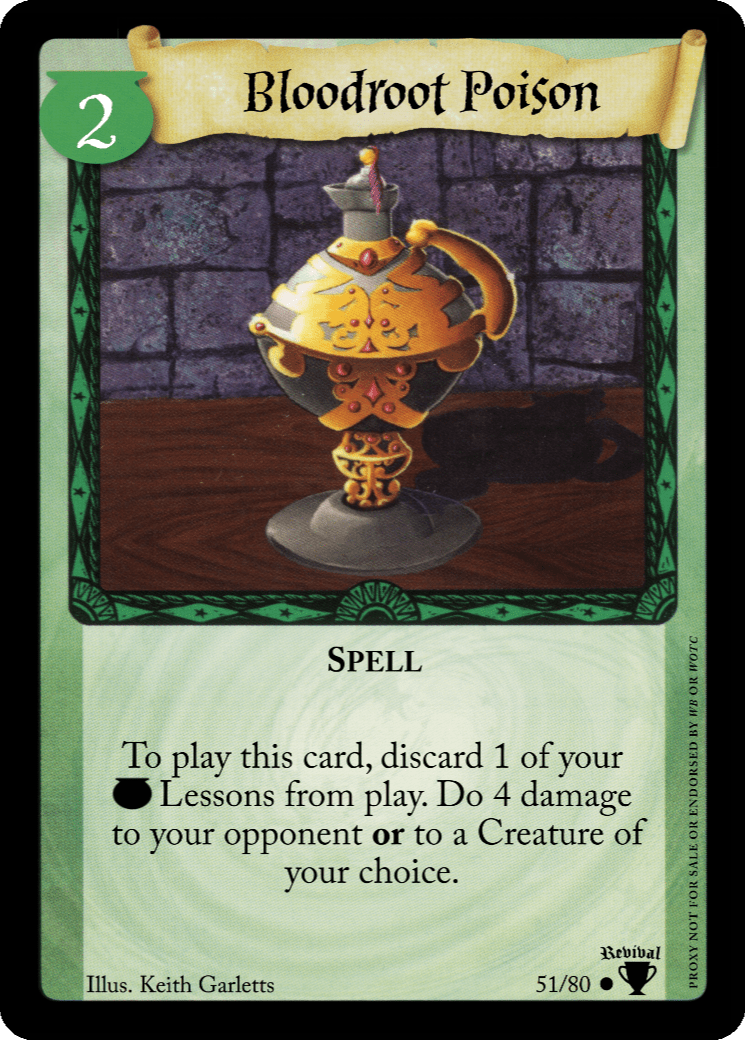 2
Bloodroot Poison
SPELL
To play this card, discard 1 of your
Lessons from play. Do 4 damage
to your opponent or to a Creature of
your choice.
Illus. Keith Garletts
51/80
Revival
PROXY NOT FOR SALE OR ENDORSED BY WB OR WOTC